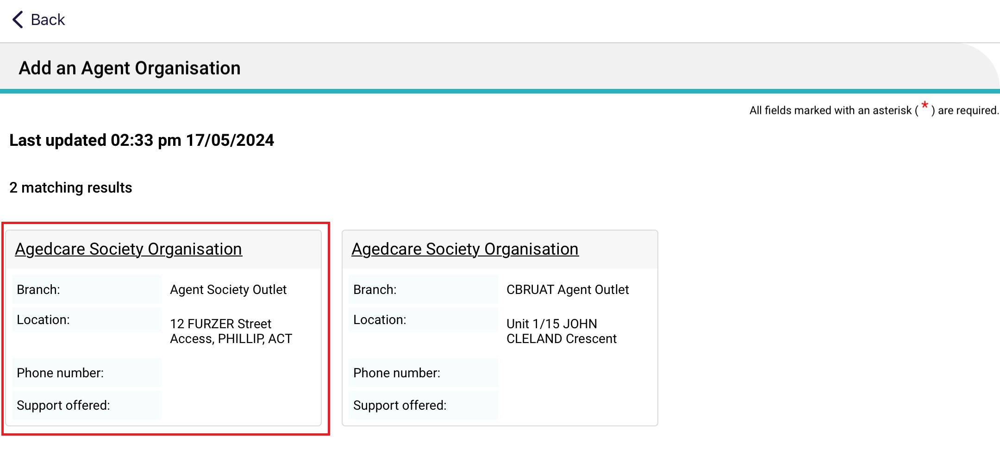 Back
Add an Agent Organisation
All fields marked with an asterisk ( * ) are required.
Last updated 02:33 pm 17/05/2024
2 matching results
Agedcare Society Organisation
Branch: Agent Society Outlet
Location: 12 FURZER Street
Access, PHILLIP, ACT
Phone number:
Support offered:
Agedcare Society Organisation
Branch: CBRUAT Agent Outlet
Location: Unit 1/15 JOHN
CLELAND Crescent
Phone number:
Support offered: